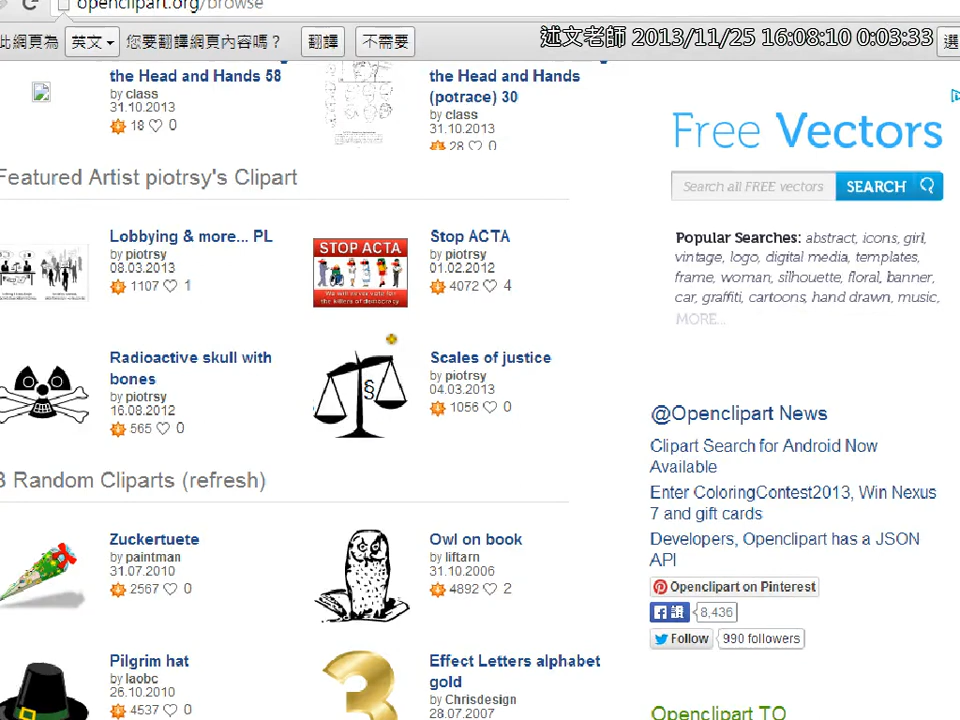 openclipart.org/browse
此網頁為 英文 您要翻譯網頁內容嗎？ 翻譯 不需要
述文老師 2013/11/25 16:08:10 0:03:33 選
the Head and Hands 58
by class
31.10.2013
18 0
the Head and Hands
(potrace) 30
by class
31.10.2013
28 0
Featured Artist piotrsy's Clipart
Lobbying & more... PL
by piotrsy
08.03.2013
1107 1
STOP ACTA
Stop ACTA
by piotrsy
01.02.2012
4072 4
Radioactive skull with
bones
by piotrsy
16.08.2012
565 0
§
Scales of justice
by piotrsy
04.03.2013
1056 0
8 Random Cliparts (refresh)
Zuckertuete
by paintman
31.07.2010
2567 0
Owl on book
by liftarn
31.10.2006
4892 2
Pilgrim hat
by laobc
26.10.2010
4537 0
3
Effect Letters alphabet
gold
by Chrisdesign
28.07.2007
Free Vectors
Search all FREE vectors SEARCH
Popular Searches: abstract, icons, girl,
vintage, logo, digital media, templates,
frame, woman, silhouette, floral, banner,
car, graffiti, cartoons, hand drawn, music,
MORE...
@Openclipart News
Clipart Search for Android Now
Available
Enter ColoringContest2013, Win Nexus
7 and gift cards
Developers, Openclipart has a JSON
API
Openclipart on Pinterest
讚 8,436
Follow 990 followers
Openclipart TO